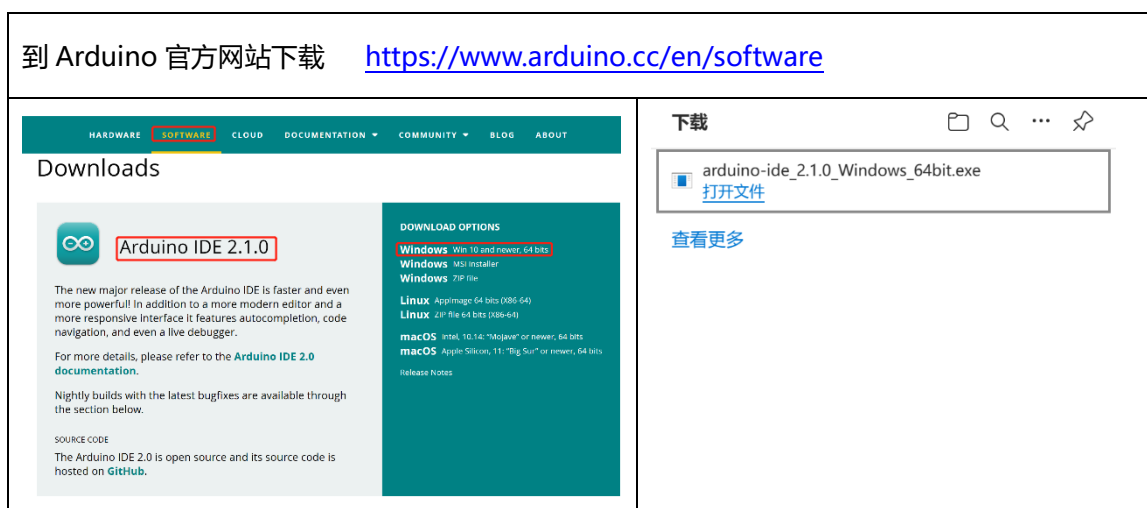 到 Arduino 官方网站下载 https://www.arduino.cc/en/software
HARDWARE SOFTWARE CLOUD DOCUMENTATION COMMUNITY BLOG ABOUT
Downloads
Arduino IDE 2.1.0
The new major release of the Arduino IDE is faster and even
more powerful! In addition to a more modern editor and a
more responsive interface it features autocompletion, code
navigation, and even a live debugger.
For more details, please refer to the Arduino IDE 2.0
documentation.
Nightly builds with the latest bugfixes are available through
the section below.
SOURCE CODE
The Arduino IDE 2.0 is open source and its source code is
hosted on GitHub.
DOWNLOAD OPTIONS
Windows Win 10 and newer, 64 bits
Windows MSI installer
Windows ZIP file
Linux AppImage 64 bits (X86-64)
Linux ZIP file 64 bits (X86-64)
macOS Intel, 10.14: "Mojave" or newer, 64 bits
macOS Apple Silicon, 11: "Big Sur" or newer, 64 bits
Release Notes
下载
arduino-ide_2.1.0_Windows_64bit.exe
打开文件
查看更多